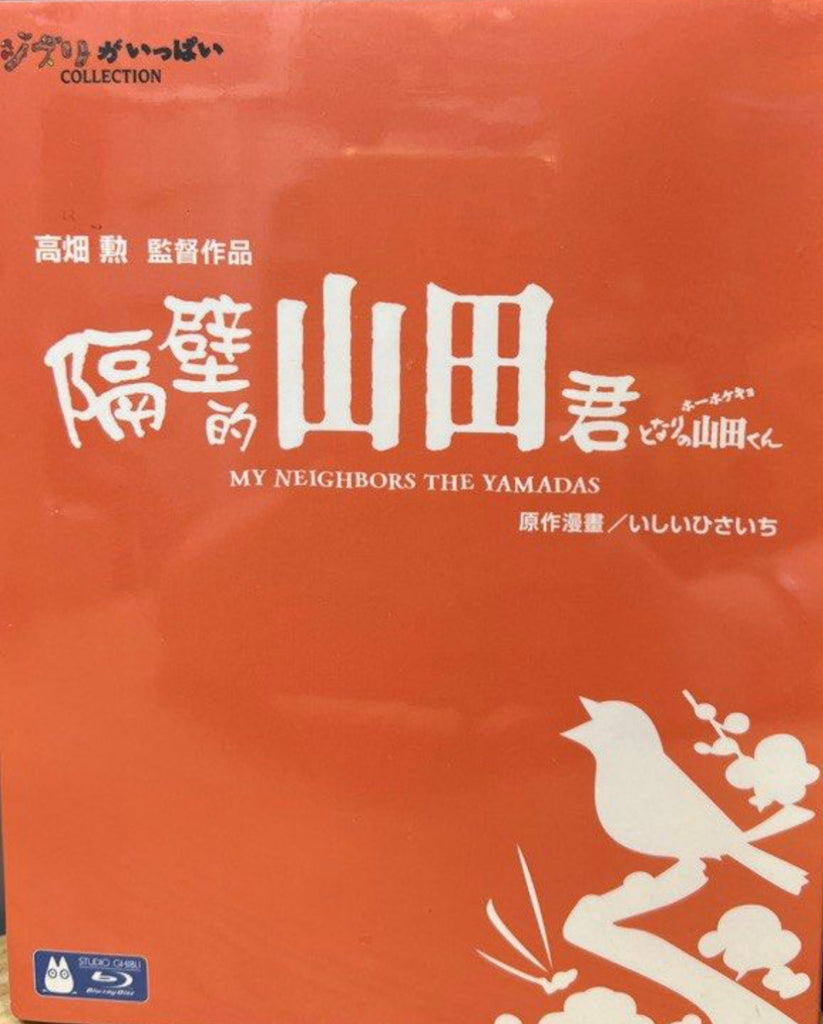 ジブリがいっぱい
COLLECTION
高畑 勲 監督作品
隔壁的山田君
ホーホケキョ
となりの山田くん
MY NEIGHBORS THE YAMADAS
原作漫畫／いしいひさいち
STUDIO GHIBLI
Blu-ray Disc